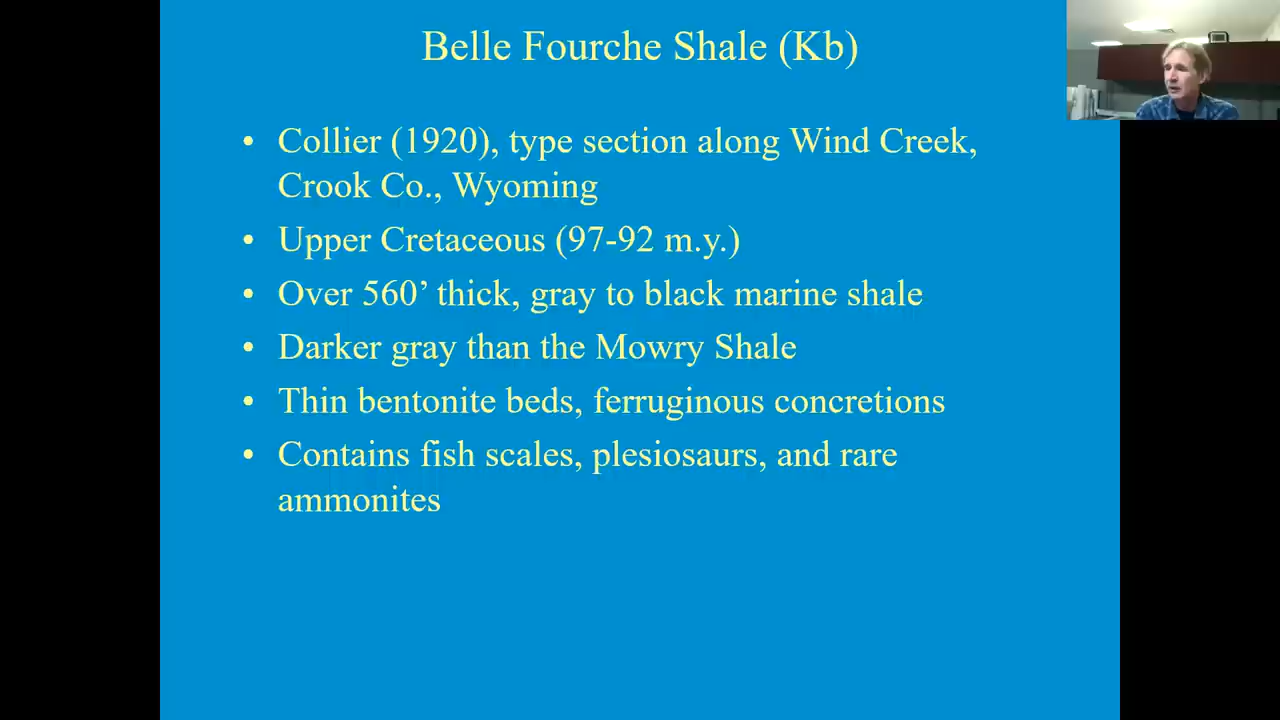 Belle Fourche Shale (Kb)
• Collier (1920), type section along Wind Creek,
Crook Co., Wyoming
• Upper Cretaceous (97-92 m.y.)
• Over 560’ thick, gray to black marine shale
• Darker gray than the Mowry Shale
• Thin bentonite beds, ferruginous concretions
• Contains fish scales, plesiosaurs, and rare
ammonites